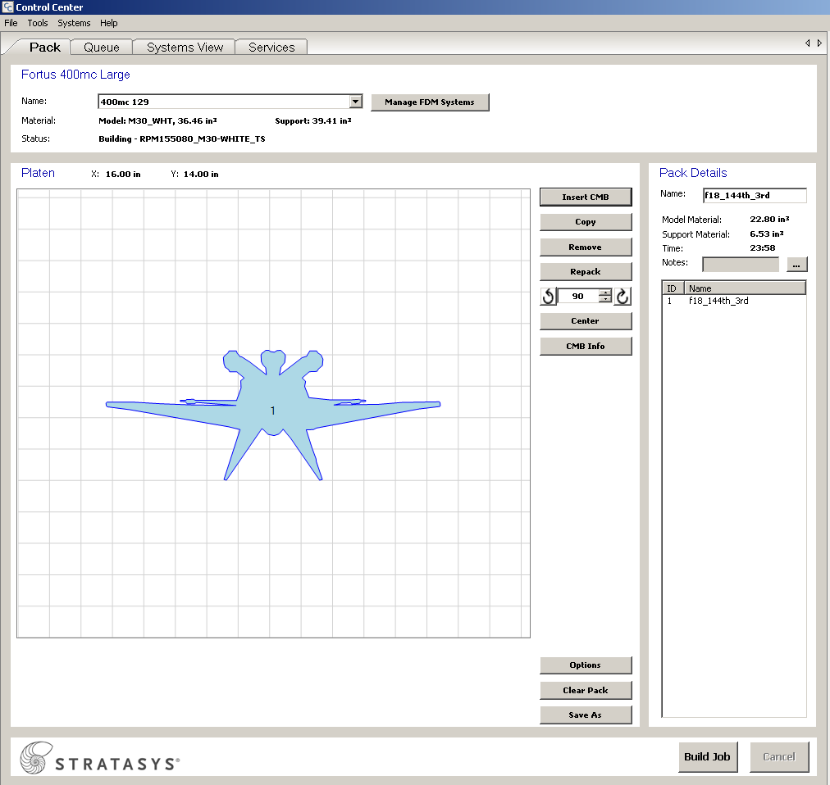 Control Center
File Tools Systems Help
Pack Queue Systems View Services
Fortus 400mc Large
Name: 400mc 129 Manage FDM Systems
Material: Model: M30_WHT, 36.46 in³ Support: 39.41 in³
Status: Building - RPM155080_M30-WHITE_TS
Platen X: 16.00 in Y: 14.00 in
Insert CMB
Copy
Remove
Repack
90
Center
CMB Info
1
Options
Clear Pack
Save As
Pack Details
Name: f18_144th_3rd
Model Material: 22.80 in³
Support Material: 6.53 in³
Time: 23:58
Notes: ...
ID Name
1 f18_144th_3rd
STRATASYS®
Build Job Cancel